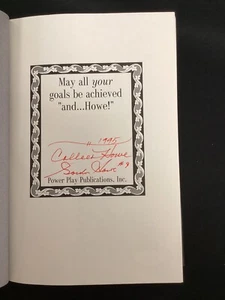 May all your
goals be achieved
"and...Howe!"
1995
Colleen Howe
Gordie Howe #9
Power Play Publications, Inc.